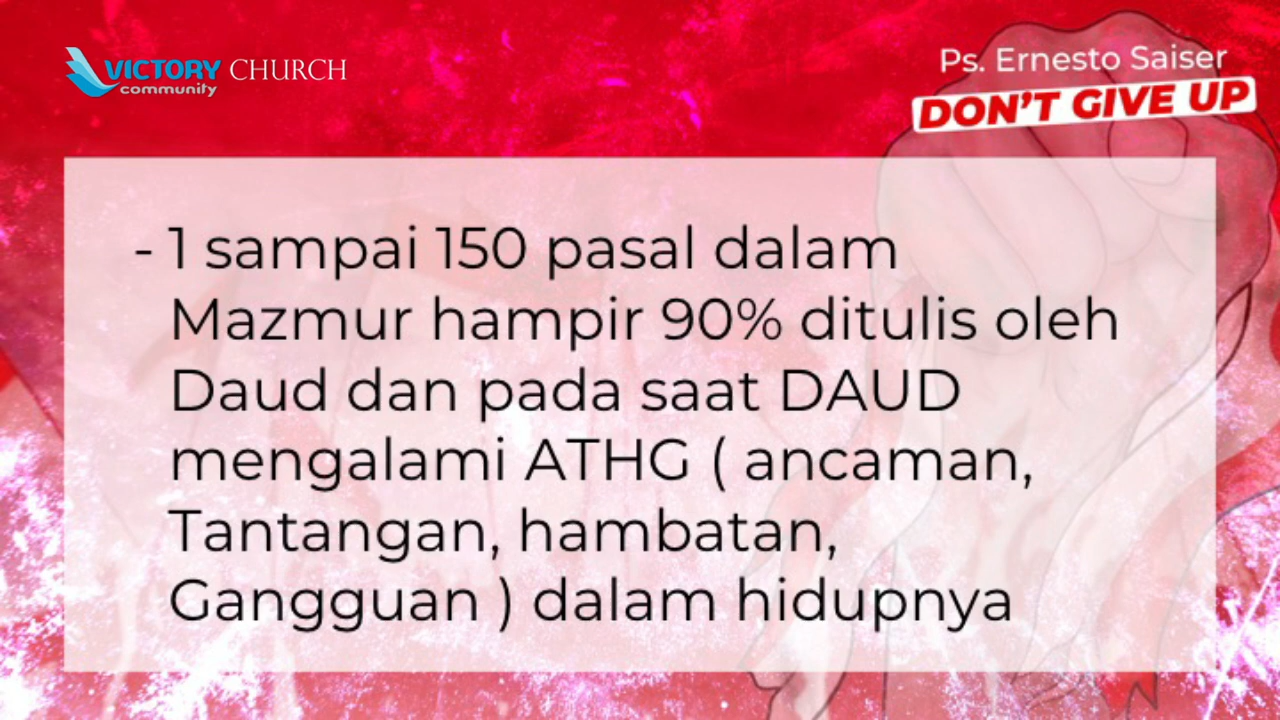 VICTORY CHURCH
community
Ps. Ernesto Saiser
DON'T GIVE UP
- 1 sampai 150 pasal dalam
Mazmur hampir 90% ditulis oleh
Daud dan pada saat DAUD
mengalami ATHG ( ancaman,
Tantangan, hambatan,
Gangguan ) dalam hidupnya